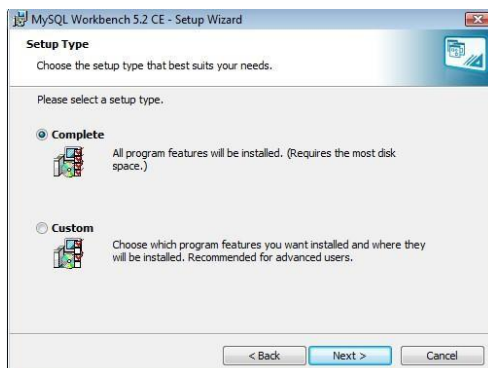 MySQL Workbench 5.2 CE - Setup Wizard
Setup Type
Choose the setup type that best suits your needs.
Please select a setup type.
Complete
All program features will be installed. (Requires the most disk
space.)
Custom
Choose which program features you want installed and where they
will be installed. Recommended for advanced users.
< Back Next > Cancel